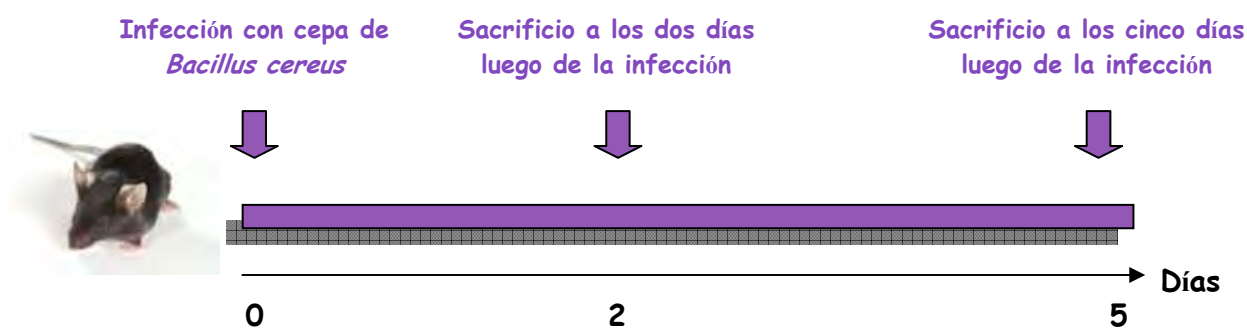 Infección con cepa de
Bacillus cereus
Sacrificio a los dos días
luego de la infección
Sacrificio a los cinco días
luego de la infección
Días
0
2
5